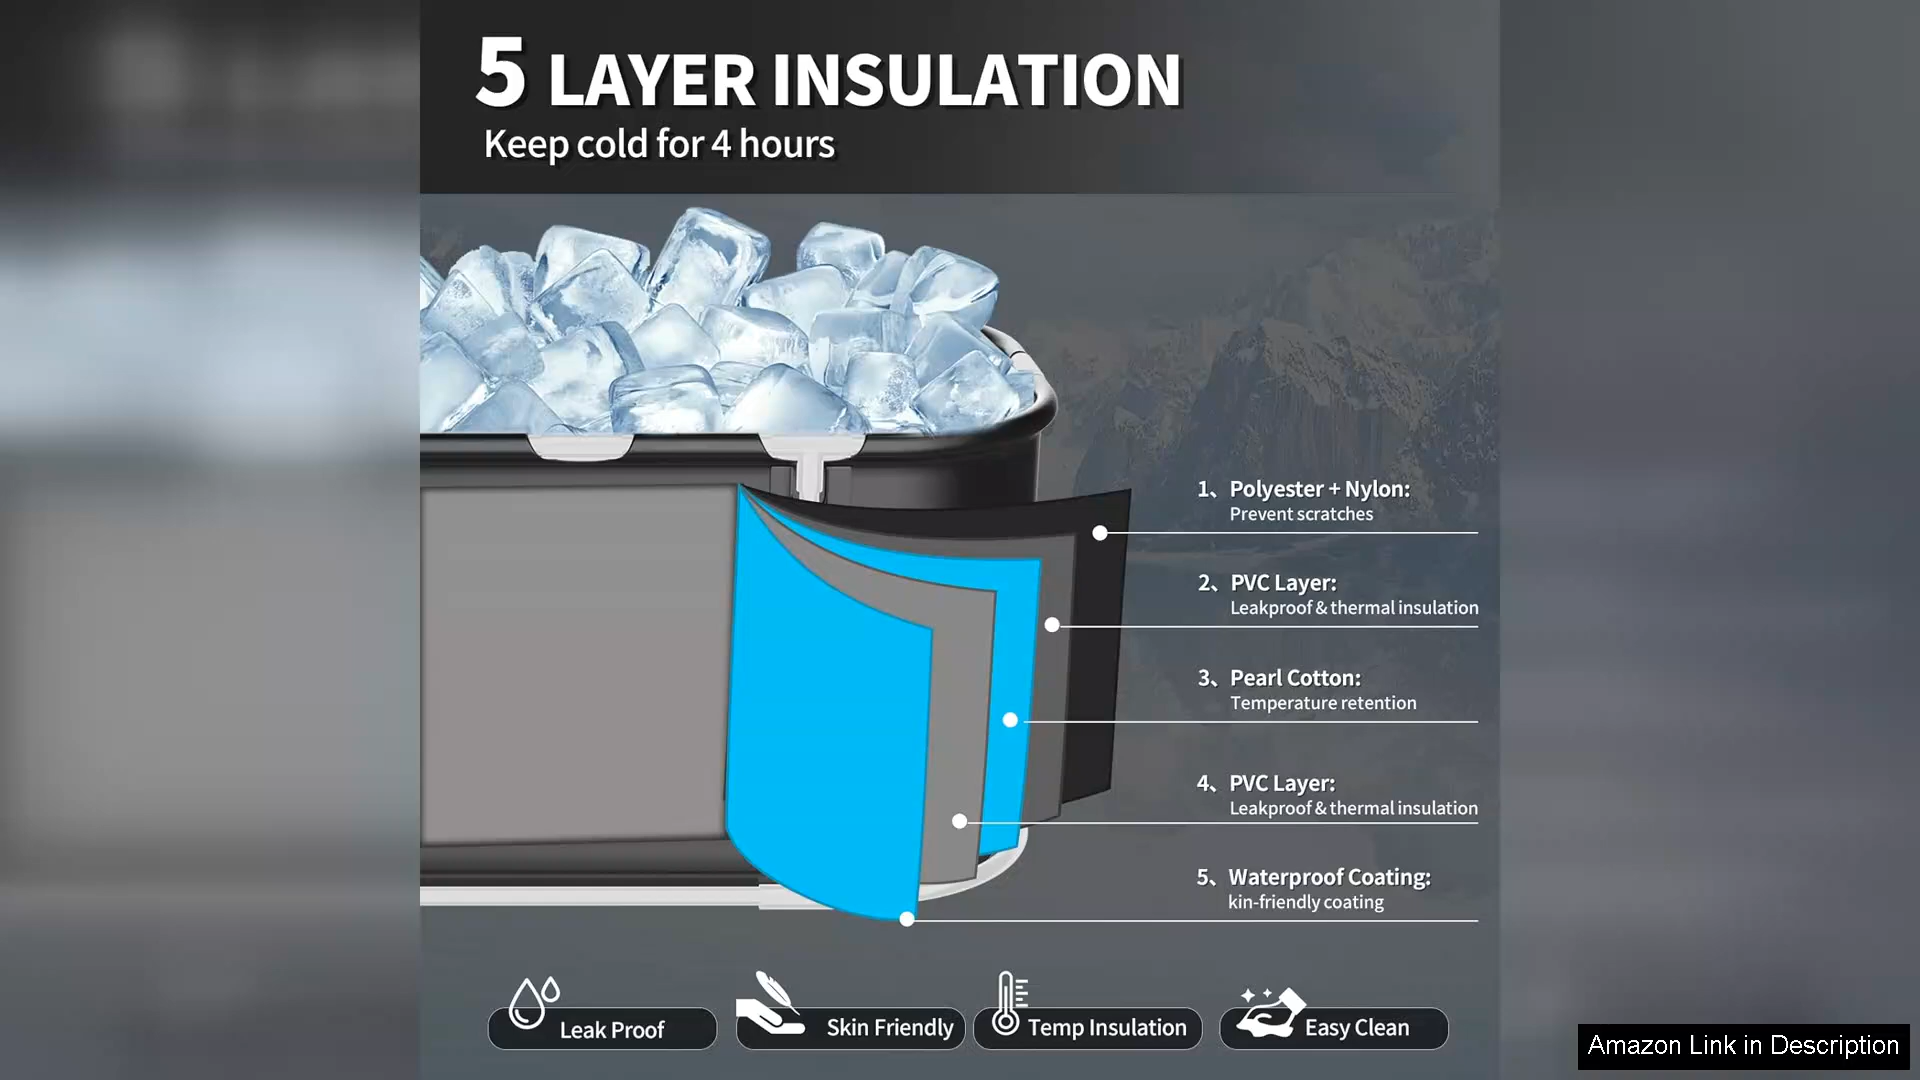 5 LAYER INSULATION
Keep cold for 4 hours
1、Polyester + Nylon:
Prevent scratches
2、PVC Layer:
Leakproof & thermal insulation
3、Pearl Cotton:
Temperature retention
4、PVC Layer:
Leakproof & thermal insulation
5、Waterproof Coating:
kin-friendly coating
Leak Proof
Skin Friendly
Temp Insulation
Easy Clean
Amazon Link in Description